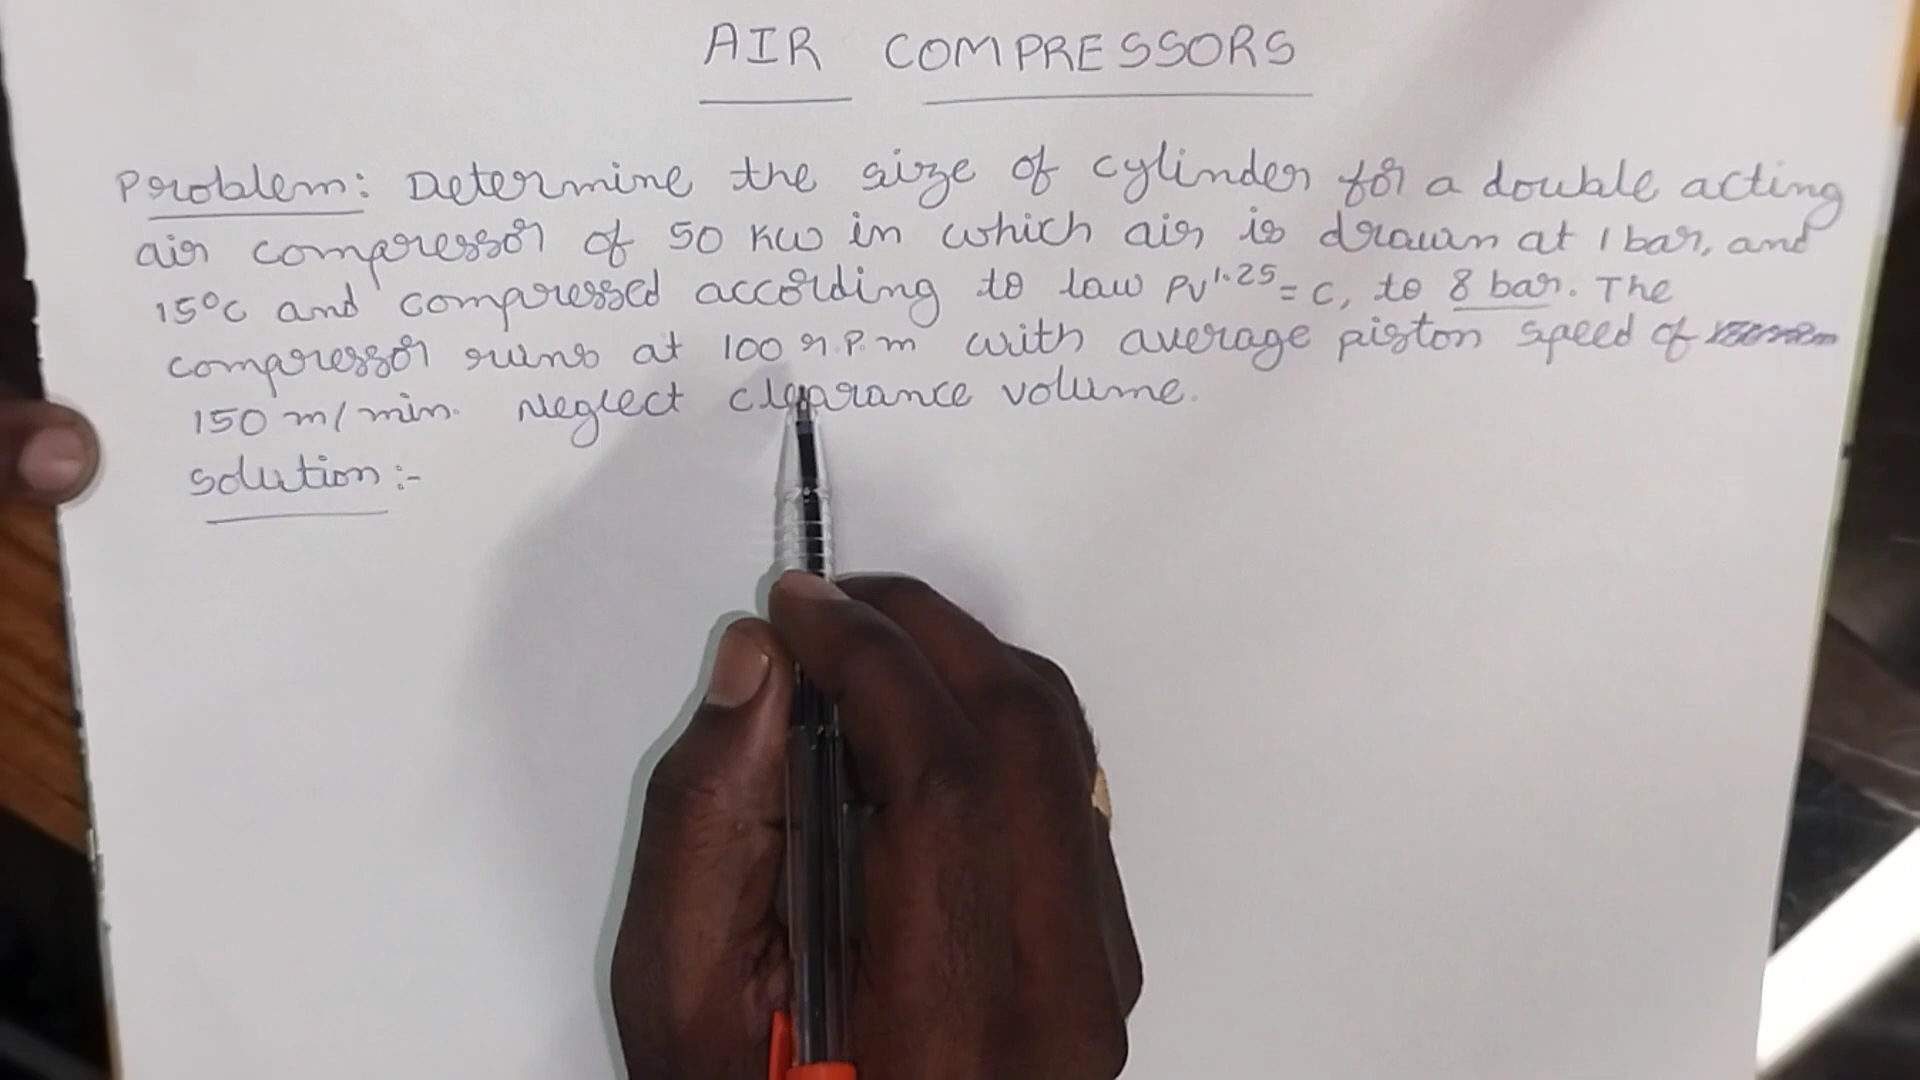 AIR COMPRESSORS
Problem: Determine the size of cylinder for a double acting
air compressor of 50 KW in which air is drawn at 1 bar, and
15°c and compressed according to law PV^1.25 = C, to 8 bar. The
compressor runs at 100 r.p.m with average piston speed of
150 m/min. Neglect clearance volume.
Solution:-